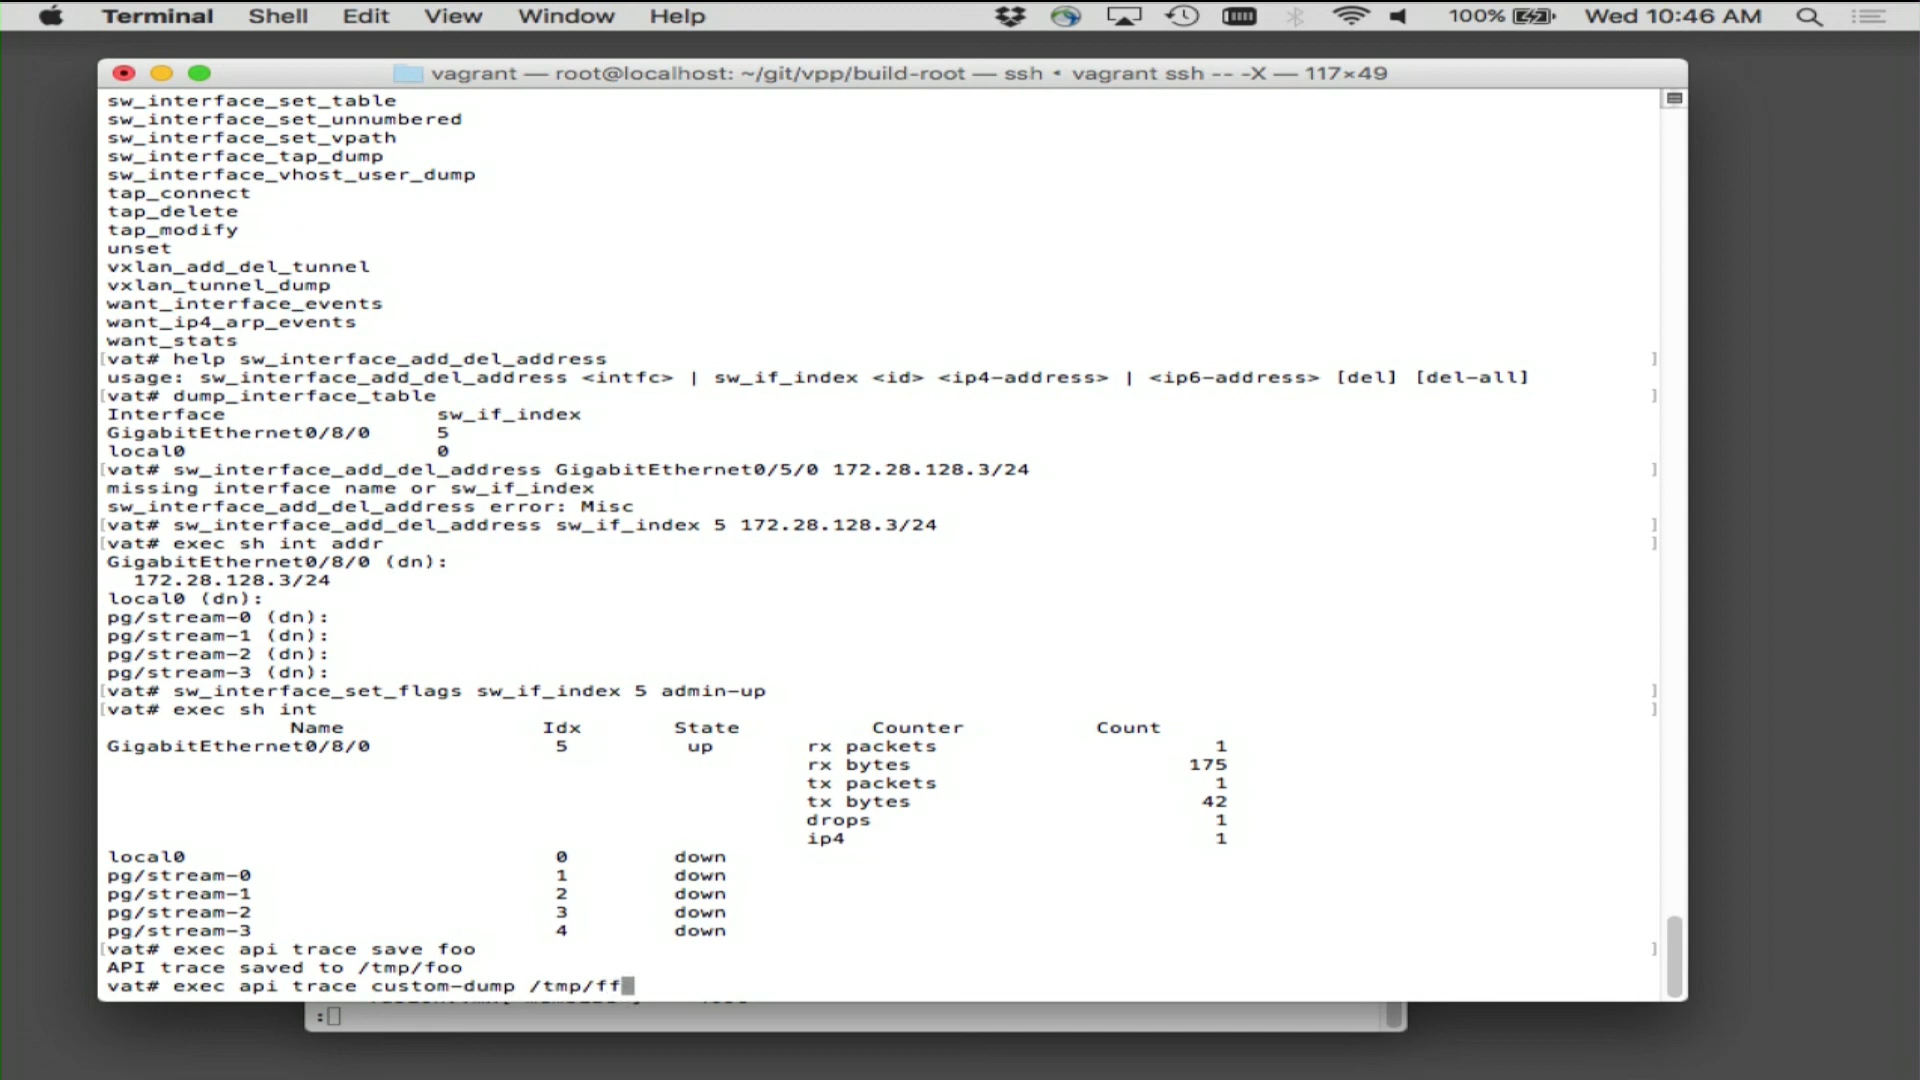 Terminal Shell Edit View Window Help 100% Wed 10:46 AM
vagrant — root@localhost: ~/git/vpp/build-root — ssh • vagrant ssh -- -X — 117×49
sw_interface_set_table
sw_interface_set_unnumbered
sw_interface_set_vpath
sw_interface_tap_dump
sw_interface_vhost_user_dump
tap_connect
tap_delete
tap_modify
unset
vxlan_add_del_tunnel
vxlan_tunnel_dump
want_interface_events
want_ip4_arp_events
want_stats
[vat# help sw_interface_add_del_address ]
usage: sw_interface_add_del_address <intfc> | sw_if_index <id> <ip4-address> | <ip6-address> [del] [del-all]
[vat# dump_interface_table ]
Interface sw_if_index
GigabitEthernet0/8/0 5
local0 0
[vat# sw_interface_add_del_address GigabitEthernet0/5/0 172.28.128.3/24 ]
missing interface name or sw_if_index
sw_interface_add_del_address error: Misc
[vat# sw_interface_add_del_address sw_if_index 5 172.28.128.3/24 ]
[vat# exec sh int addr ]
GigabitEthernet0/8/0 (dn):
172.28.128.3/24
local0 (dn):
pg/stream-0 (dn):
pg/stream-1 (dn):
pg/stream-2 (dn):
pg/stream-3 (dn):
[vat# sw_interface_set_flags sw_if_index 5 admin-up ]
[vat# exec sh int ]
Name Idx State Counter Count
GigabitEthernet0/8/0 5 up rx packets 1
rx bytes 175
tx packets 1
tx bytes 42
drops 1
ip4 1
local0 0 down
pg/stream-0 1 down
pg/stream-1 2 down
pg/stream-2 3 down
pg/stream-3 4 down
[vat# exec api trace save foo ]
API trace saved to /tmp/foo
vat# exec api trace custom-dump /tmp/ff
: